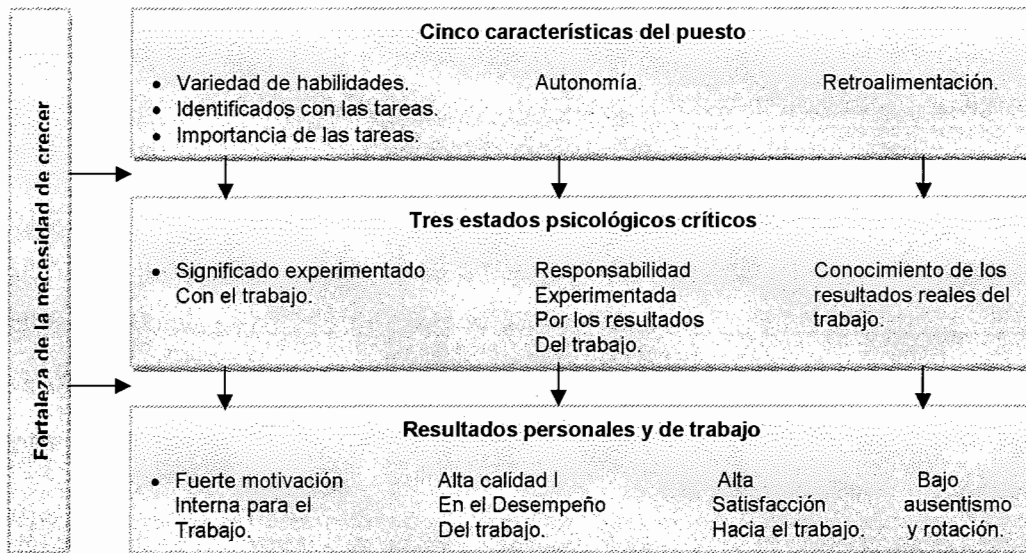 Fortaleza de la necesidad de crecer
Cinco características del puesto
• Variedad de habilidades.
• Identificados con las tareas.
• Importancia de las tareas.
Autonomía.
Retroalimentación.
Tres estados psicológicos críticos
• Significado experimentado
Con el trabajo.
Responsabilidad
Experimentada
Por los resultados
Del trabajo.
Conocimiento de los
resultados reales del
trabajo.
Resultados personales y de trabajo
• Fuerte motivación
Interna para el
Trabajo.
Alta calidad l
En el Desempeño
Del trabajo.
Alta
Satisfacción
Hacia el trabajo.
Bajo
ausentismo
y rotación.